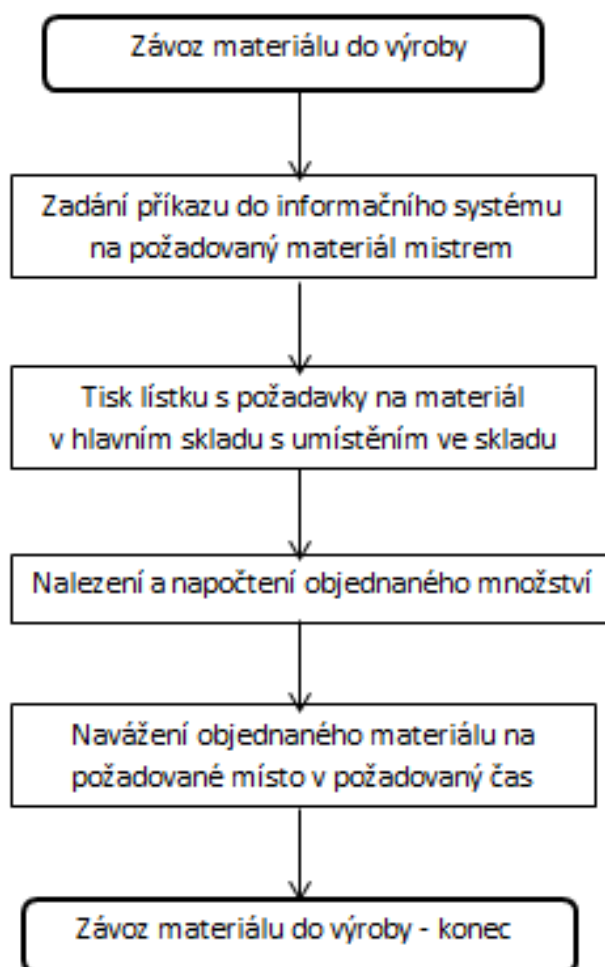 Závoz materiálu do výroby
Zadání příkazu do informačního systému
na požadovaný materiál mistrem
Tisk lístku s požadavky na materiál
v hlavním skladu s umístěním ve skladu
Nalezení a napočtení objednaného množství
Navážení objednaného materiálu na
požadované místo v požadovaný čas
Závoz materiálu do výroby - konec